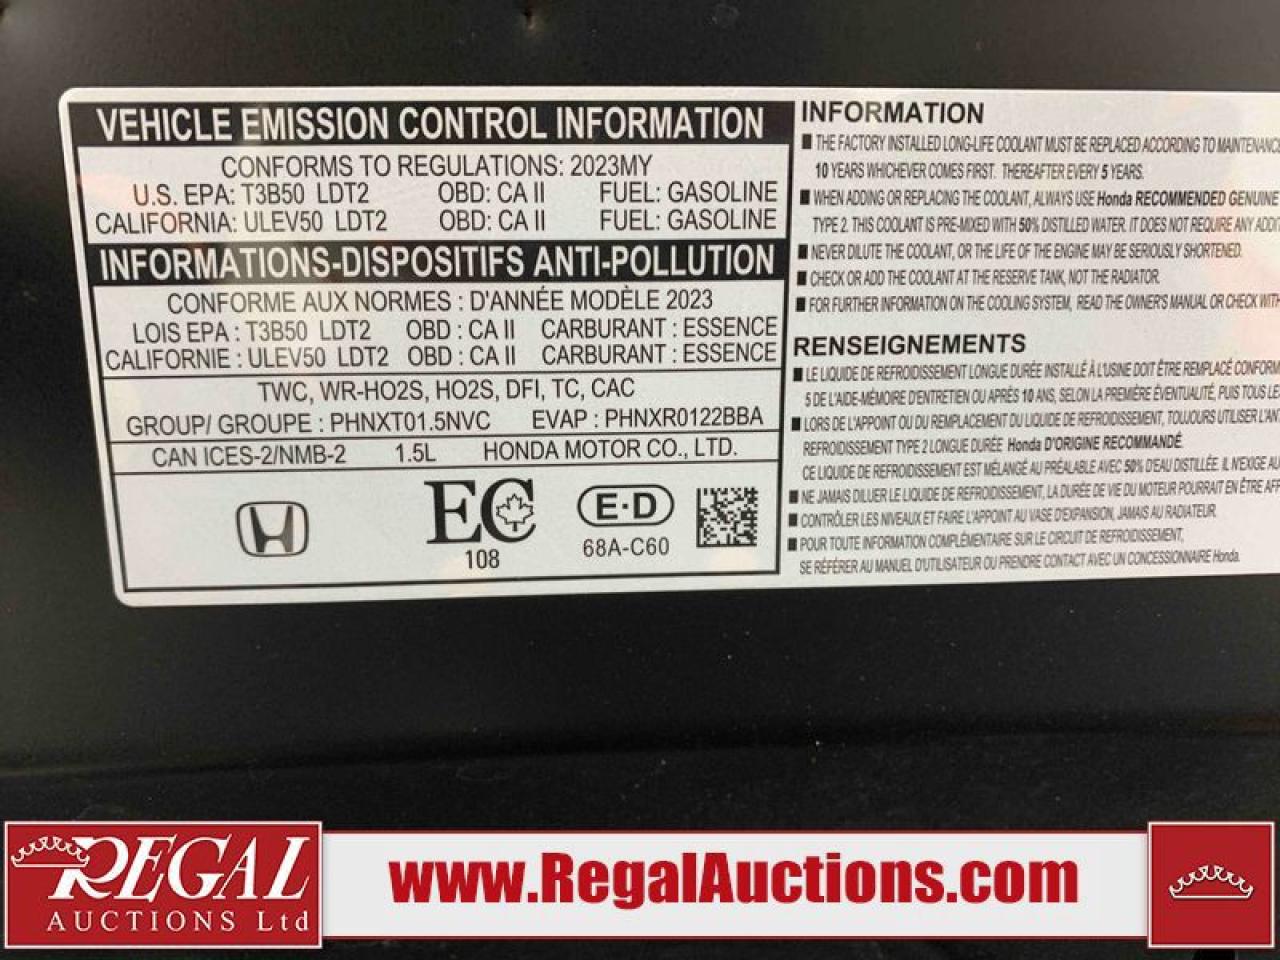 VEHICLE EMISSION CONTROL INFORMATION
CONFORMS TO REGULATIONS: 2023MY
U.S. EPA: T3B50 LDT2 OBD: CA II FUEL: GASOLINE
CALIFORNIA: ULEV50 LDT2 OBD: CA II FUEL: GASOLINE
INFORMATIONS-DISPOSITIFS ANTI-POLLUTION
CONFORME AUX NORMES : D'ANNÉE MODÈLE 2023
LOIS EPA : T3B50 LDT2 OBD : CA II CARBURANT : ESSENCE
CALIFORNIE : ULEV50 LDT2 OBD : CA II CARBURANT : ESSENCE
TWC, WR-HO2S, HO2S, DFI, TC, CAC
GROUP/ GROUPE : PHNXT01.5NVC EVAP : PHNXR0122BBA
CAN ICES-2/NMB-2 1.5L HONDA MOTOR CO., LTD.
EC
108
E·D
68A-C60
INFORMATION
■ THE FACTORY INSTALLED LONG-LIFE COOLANT MUST BE REPLACED ACCORDING TO MAINTENANC
10 YEARS WHICHEVER COMES FIRST. THEREAFTER EVERY 5 YEARS.
■ WHEN ADDING OR REPLACING THE COOLANT, ALWAYS USE Honda RECOMMENDED GENUINE
TYPE 2. THIS COOLANT IS PRE-MIXED WITH 50% DISTILLED WATER. IT DOES NOT REQUIRE ANY ADDI
■ NEVER DILUTE THE COOLANT, OR THE LIFE OF THE ENGINE MAY BE SERIOUSLY SHORTENED.
■ CHECK OR ADD THE COOLANT AT THE RESERVE TANK, NOT THE RADIATOR.
■ FOR FURTHER INFORMATION ON THE COOLING SYSTEM, READ THE OWNER'S MANUAL OR CHECK WITH
RENSEIGNEMENTS
■ LE LIQUIDE DE REFROIDISSEMENT LONGUE DURÉE INSTALLÉ À L'USINE DOIT ÊTRE REMPLACÉ CONFORM
5 DE L'AIDE-MÉMOIRE D'ENTRETIEN OU APRÈS 10 ANS, SELON LA PREMIÈRE ÉVENTUALITÉ, PUIS TOUS LE
■ LORS DE L'APPOINT OU DU REMPLACEMENT DU LIQUIDE DE REFROIDISSEMENT, TOUJOURS UTILISER L'AN
REFROIDISSEMENT TYPE 2 LONGUE DURÉE Honda D'ORIGINE RECOMMANDÉ.
CE LIQUIDE REFROIDISSEMENT EST MÉLANGÉ AU PRÉALABLE AVEC 50% D'EAU DISTILLÉE. IL N'EXIGE AU
■ NE JAMAIS DILUER LE LIQUIDE DE REFROIDISSEMENT, LA DURÉE DE VIE DU MOTEUR POURRAIT EN ÊTRE AFF
■ CONTRÔLER LES NIVEAUX ET FAIRE L'APPOINT AU VASE D'EXPANSION, JAMAIS AU RADIATEUR.
■ POUR TOUTE INFORMATION COMPLÉMENTAIRE SUR LE CIRCUIT DE REFROIDISSEMENT,
SE RÉFÉRER AU MANUEL D'UTILISATEUR OU PRENDRE CONTACT AVEC UN CONCESSIONNAIRE Honda.
REGAL
AUCTIONS Ltd
www.RegalAuctions.com